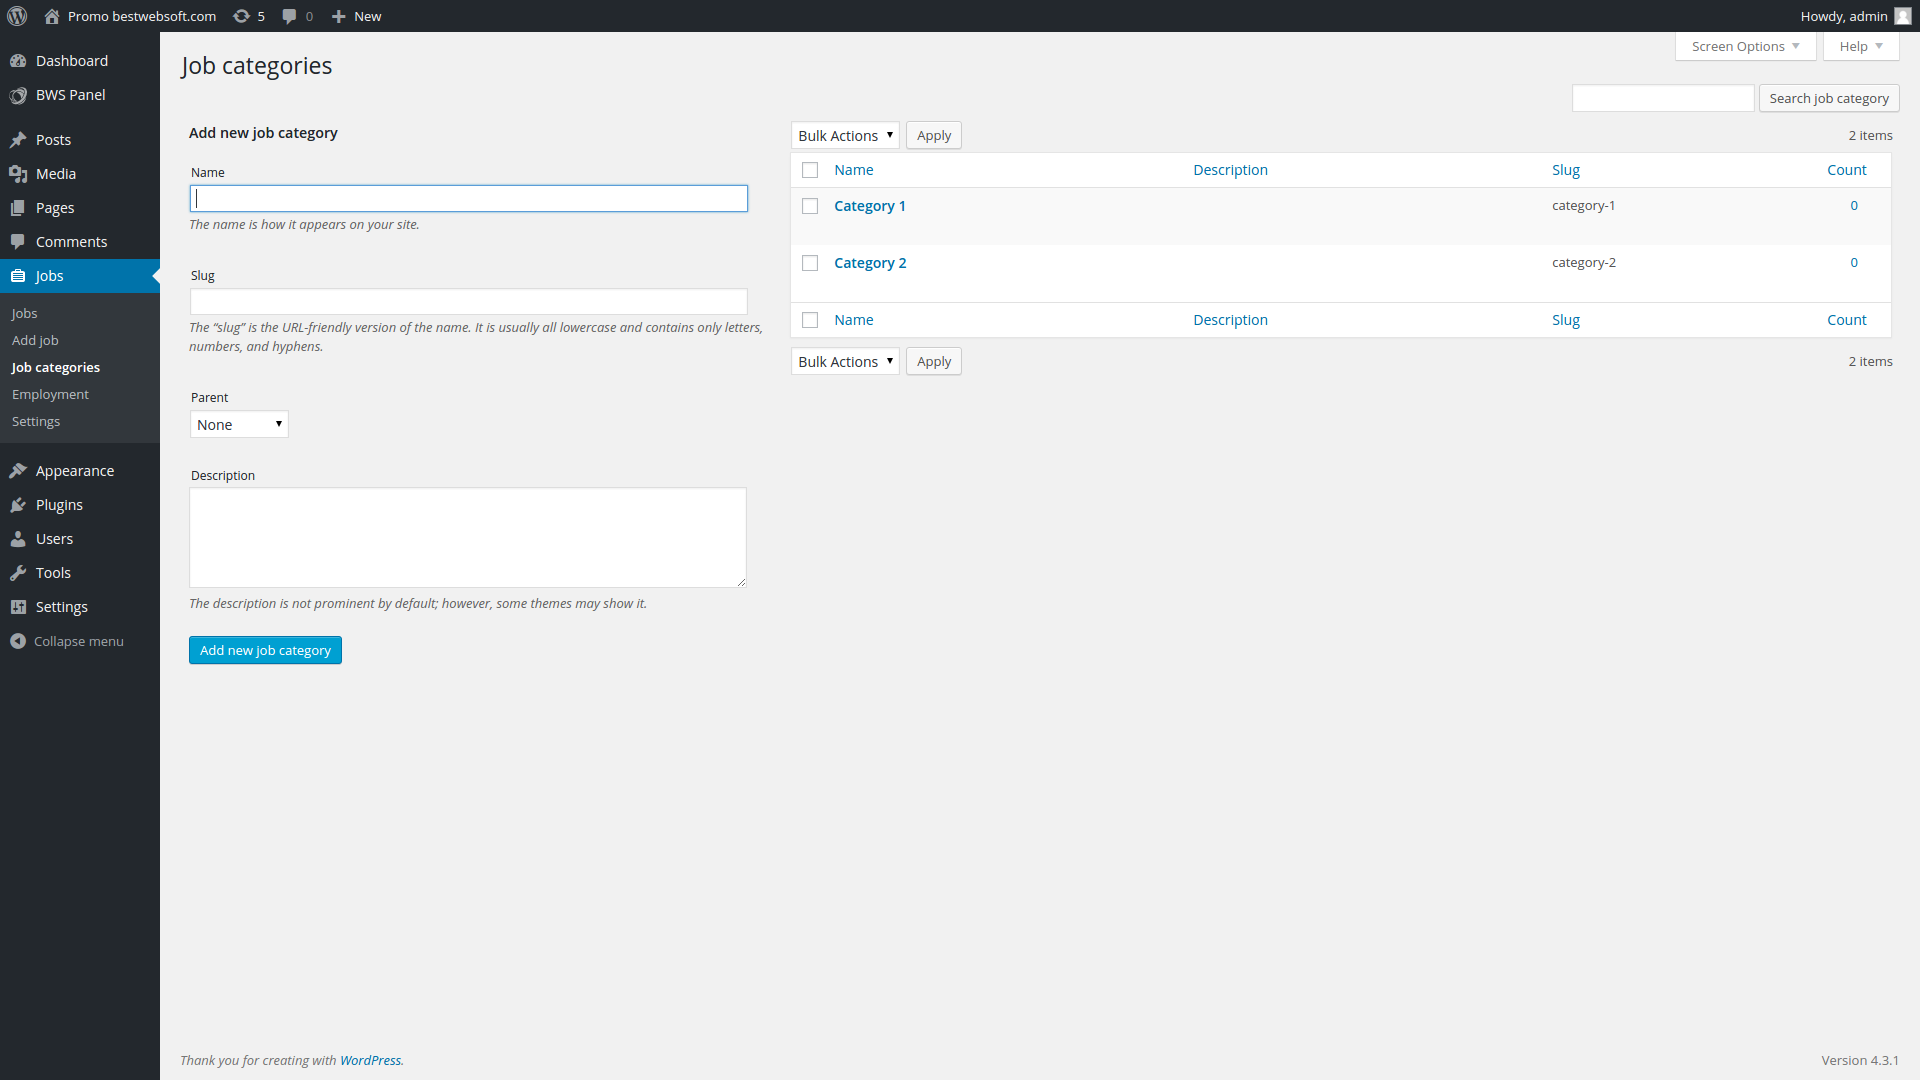 Promo bestwebsoft.com 5 0 New Howdy, admin
Dashboard
BWS Panel
Posts
Media
Pages
Comments
Jobs
Jobs
Add job
Job categories
Employment
Settings
Appearance
Plugins
Users
Tools
Settings
Collapse menu
Screen Options Help
Job categories
Search job category
Add new job category
Name
The name is how it appears on your site.
Slug
The “slug” is the URL-friendly version of the name. It is usually all lowercase and contains only letters,
numbers, and hyphens.
Parent
None
Description
The description is not prominent by default; however, some themes may show it.
Add new job category
Bulk Actions Apply 2 items
Name Description Slug Count
Category 1 category-1 0
Category 2 category-2 0
Name Description Slug Count
Bulk Actions Apply 2 items
Thank you for creating with WordPress. Version 4.3.1